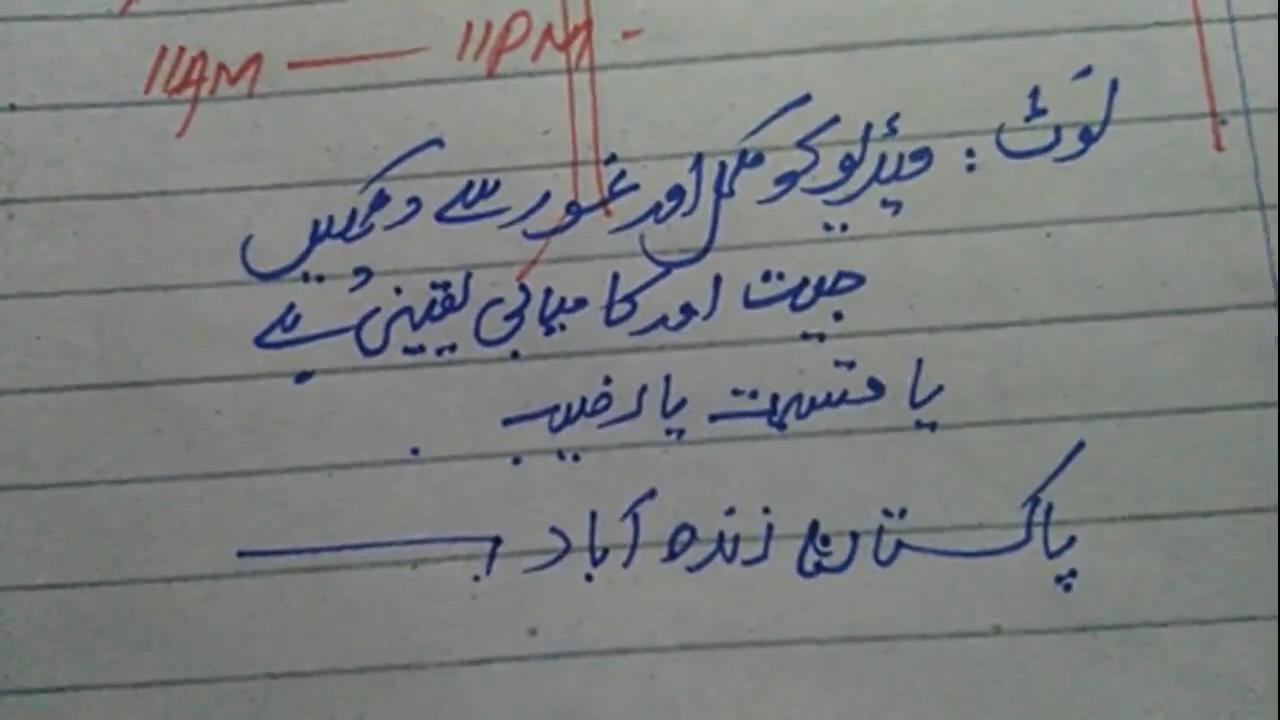 11AM — 11PM -
نوٹ: ویڈیو کو مکمل اور غور سے دیکھیں
جیت اور کامیابی یقینی ہے
یا قسمت یا نصیب
پاکستان زندہ آباد